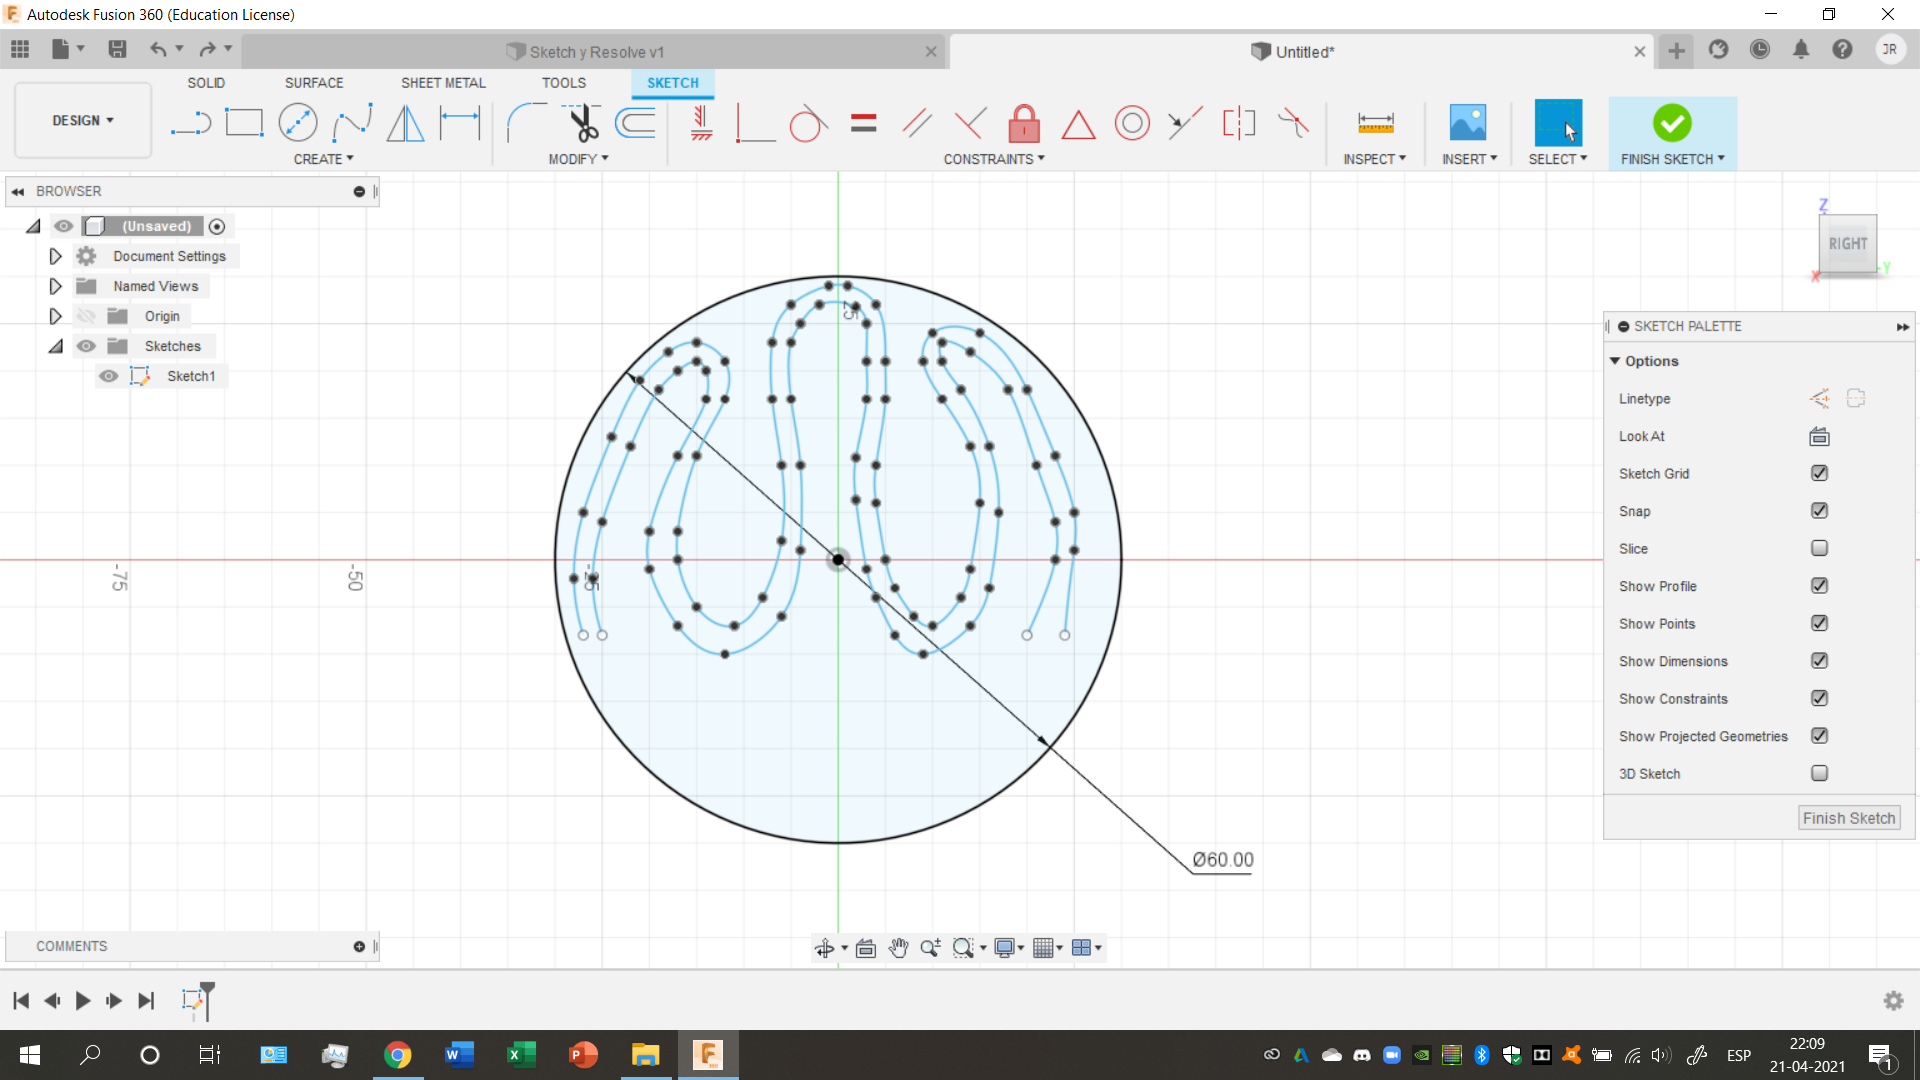 Autodesk Fusion 360 (Education License)
Sketch y Resolve v1
Untitled*
JR
SOLID
SURFACE
SHEET METAL
TOOLS
SKETCH
DESIGN
CREATE
MODIFY
CONSTRAINTS
INSPECT
INSERT
SELECT
FINISH SKETCH
BROWSER
(Unsaved)
Document Settings
Named Views
Origin
Sketches
Sketch1
Z
RIGHT
X
Y
25
-75
-50
-25
Ø60.00
SKETCH PALETTE
Options
Linetype
Look At
Sketch Grid
Snap
Slice
Show Profile
Show Points
Show Dimensions
Show Constraints
Show Projected Geometries
3D Sketch
Finish Sketch
COMMENTS
ESP
22:09
21-04-2021
1